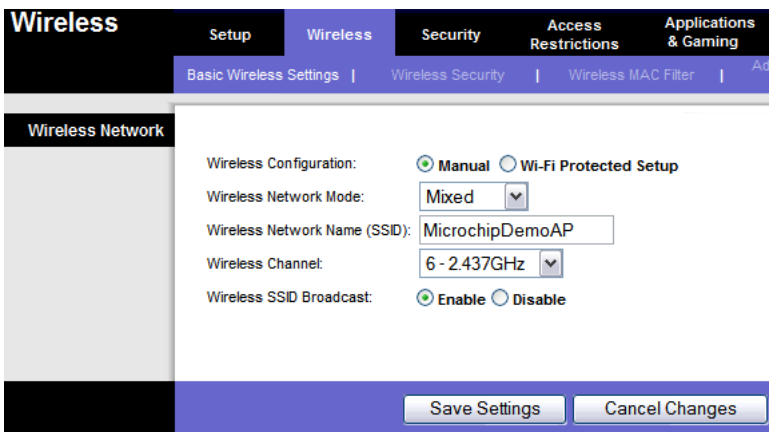 Wireless
Setup
Wireless
Security
Access Restrictions
Applications & Gaming
Basic Wireless Settings |
Wireless Security |
Wireless MAC Filter |
Wireless Network
Wireless Configuration: Manual Wi-Fi Protected Setup
Wireless Network Mode: Mixed
Wireless Network Name (SSID): MicrochipDemoAP
Wireless Channel: 6 - 2.437GHz
Wireless SSID Broadcast: Enable Disable
Save Settings Cancel Changes